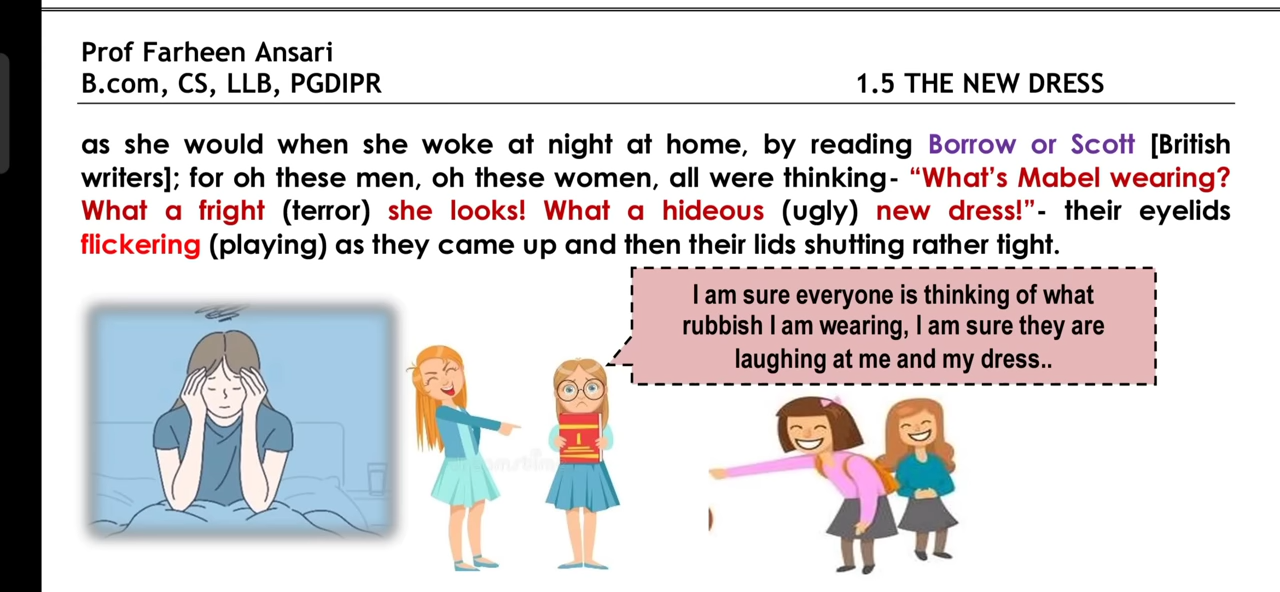 Prof Farheen Ansari
B.com, CS, LLB, PGDIPR 1.5 THE NEW DRESS
as she would when she woke at night at home, by reading Borrow or Scott [British
writers]; for oh these men, oh these women, all were thinking- “What’s Mabel wearing?
What a fright (terror) she looks! What a hideous (ugly) new dress!”- their eyelids
flickering (playing) as they came up and then their lids shutting rather tight.
I am sure everyone is thinking of what
rubbish I am wearing, I am sure they are
laughing at me and my dress..